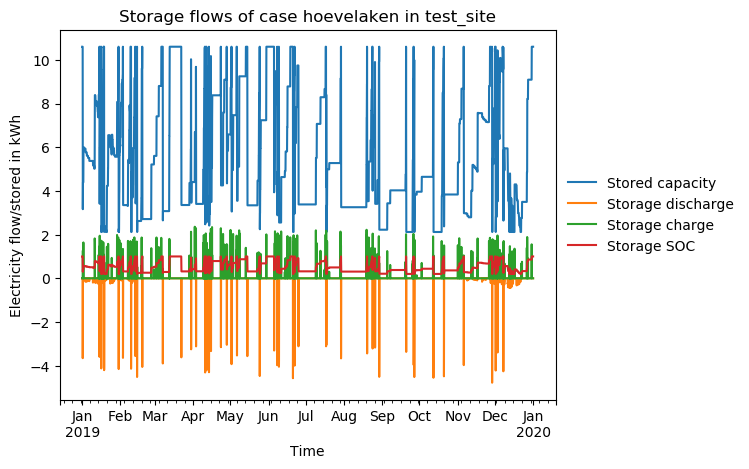 Storage flows of case hoevelaken in test_site
Electricity flow/stored in kWh
10
8
6
4
2
0
−2
−4
Jan Feb Mar Apr May Jun Jul Aug Sep Oct Nov Dec Jan
2019 2020
Time
Stored capacity
Storage discharge
Storage charge
Storage SOC